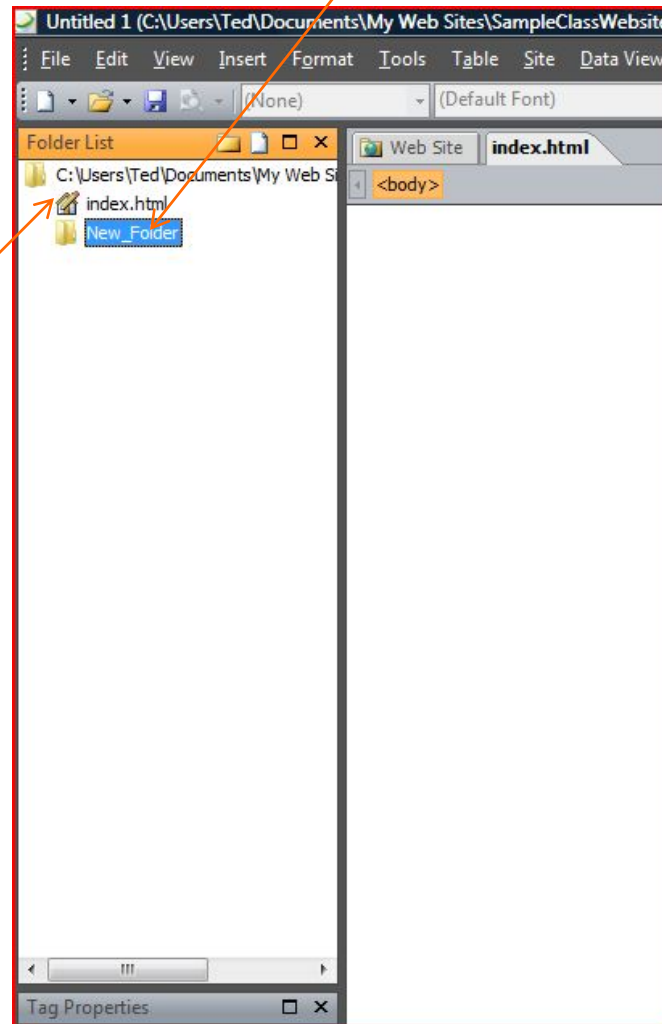 Untitled 1 (C:\Users\Ted\Documents\My Web Sites\SampleClassWebsite
File Edit View Insert Format Tools Table Site Data View
(None) (Default Font)
Folder List
Web Site index.html
C:\Users\Ted\Documents\My Web Si
<body>
index.html
New_Folder
Tag Properties